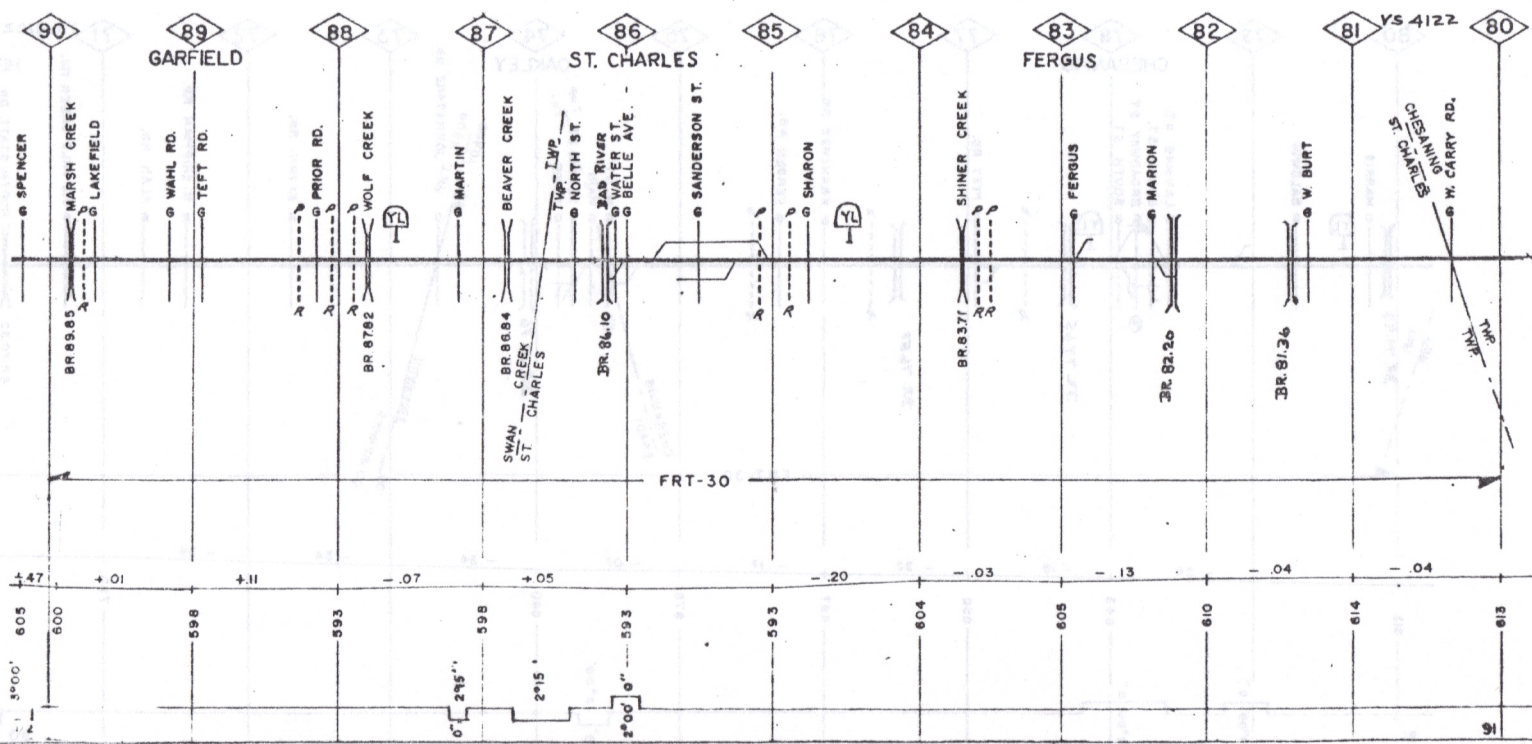 90 89 88 87 86 85 84 83 82 81 VS 4122 80
GARFIELD ST. CHARLES FERGUS
SPENCER
MARSH CREEK
LAKEFIELD
WAHL RD.
TEFT RD.
PRIOR RD.
WOLF CREEK
YL
MARTIN
BEAVER CREEK
TWP. TWP.
NORTH ST.
BAD RIVER
WATER ST.
BELLE AVE.
SANDERSON ST.
SHARON
YL
SHINER CREEK
FERGUS
MARION
W. BURT
CHESANING
ST. CHARLES
W. CARRY RD.
P P P P P P P P
R R R R R R R R
BR. 89.85
BR. 87.82
BR. 86.84
SWAN CREEK
ST. CHARLES
BR. 86.10
BR. 83.71
BR. 82.20
BR. 81.36
TWP.
TWP.
FRT-30
+.47 +.01 +.11 -.07 +.05 -.20 -.03 -.13 -.04 -.04
605 600 598 593 598 593 593 604 605 610 614 613
3°00' 0" 2°15' 2°15' 2°00' 0"
16